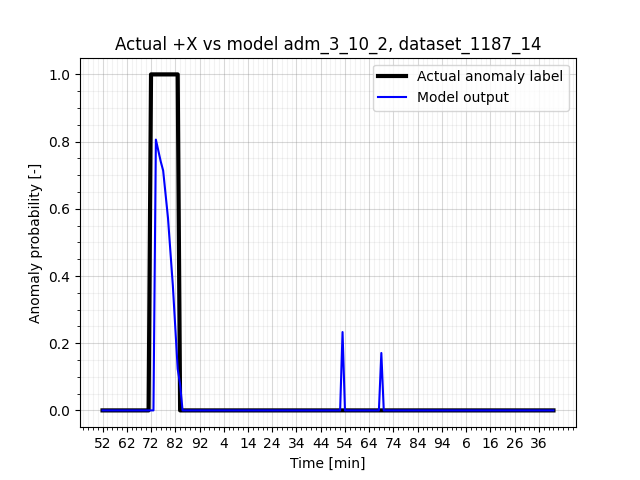 Actual +X vs model adm_3_10_2, dataset_1187_14
Actual anomaly label
Model output
Anomaly probability [-]
1.0
0.8
0.6
0.4
0.2
0.0
52 62 72 82 92 4 14 24 34 44 54 64 74 84 94 6 16 26 36
Time [min]